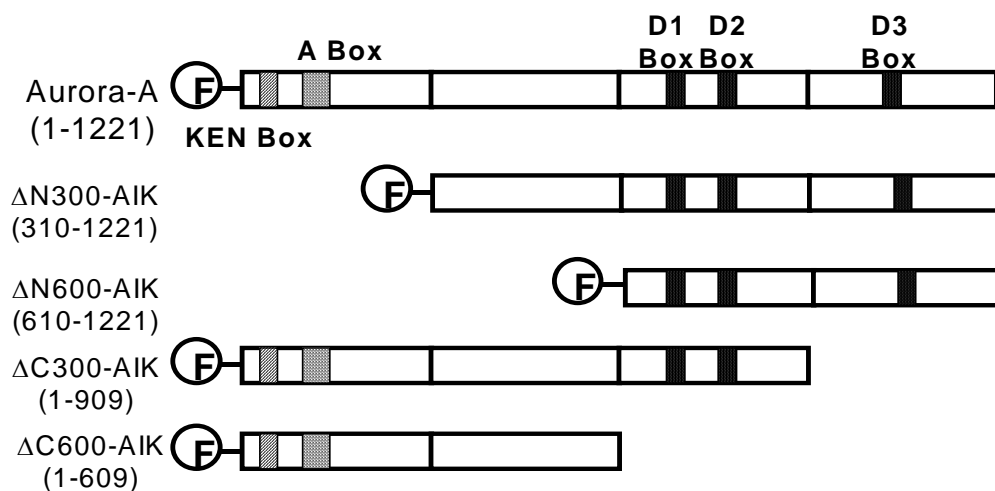 D1 D2 D3
A Box Box Box Box
Aurora-A F
(1-1221)
KEN Box
ΔN300-AIK F
(310-1221)
ΔN600-AIK F
(610-1221)
ΔC300-AIK F
(1-909)
ΔC600-AIK F
(1-609)